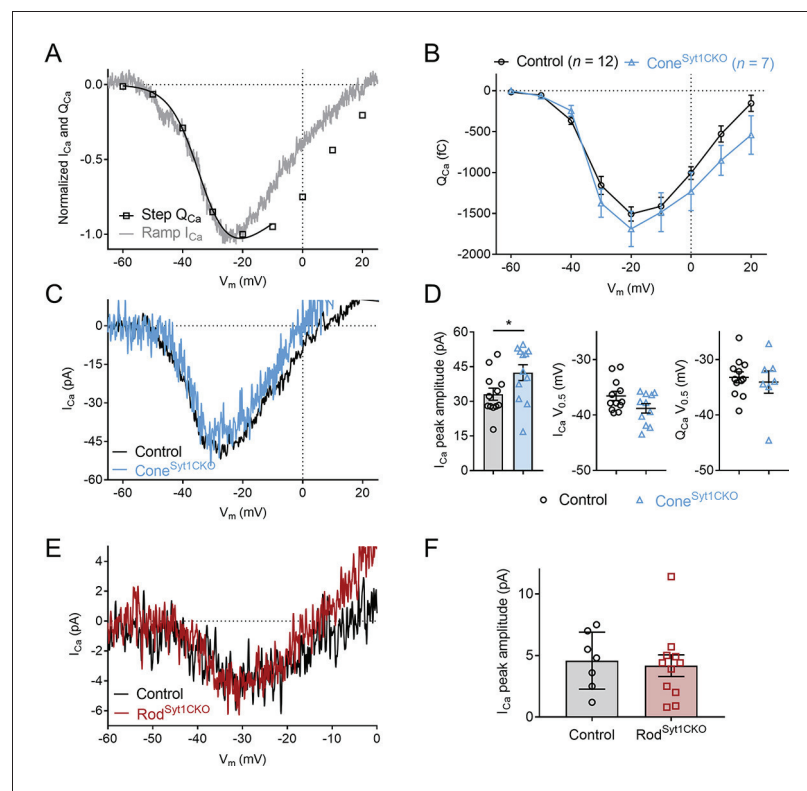 A
Normalized I_Ca and Q_Ca
0.0
-0.5
-1.0
Step Q_Ca
Ramp I_Ca
-60 -40 -20 0 20
V_m (mV)
B
Control (n = 12) Cone^Syt1CKO (n = 7)
Q_Ca (fC)
0
-500
-1000
-1500
-2000
-60 -40 -20 0 20
V_m (mV)
C
I_Ca (pA)
0
-15
-30
-45
-60
Control
Cone^Syt1CKO
-60 -40 -20 0 20
V_m (mV)
D
I_Ca peak amplitude (pA)
60
45
30
15
0
*
I_Ca V_0.5 (mV)
-30
-40
-50
Q_Ca V_0.5 (mV)
-30
-40
-50
Control Cone^Syt1CKO
E
I_Ca (pA)
4
2
0
-2
-4
-6
Control
Rod^Syt1CKO
-60 -50 -40 -30 -20 -10 0
V_m (mV)
F
I_Ca peak amplitude (pA)
10
5
0
Control Rod^Syt1CKO